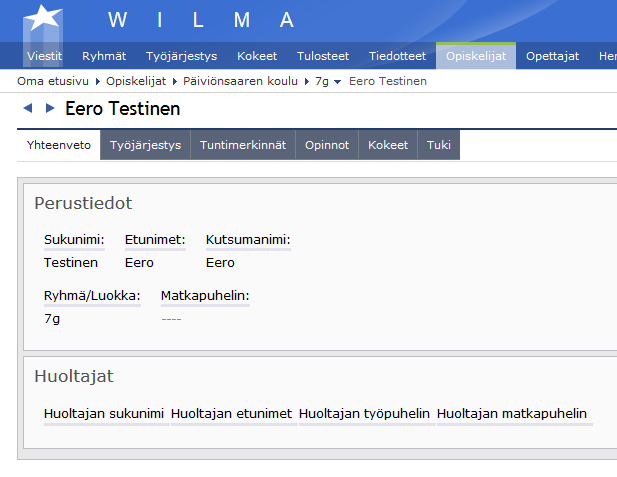 W I L M A
Viestit Ryhmät Työjärjestys Kokeet Tulosteet Tiedotteet Opiskelijat Opettajat
Oma etusivu Opiskelijat Päiviönsaaren koulu 7g Eero Testinen
Eero Testinen
Yhteenveto Työjärjestys Tuntimerkinnät Opinnot Kokeet Tuki
Perustiedot
Sukunimi: Etunimet: Kutsumanimi:
Testinen Eero Eero
Ryhmä/Luokka: Matkapuhelin:
7g ----
Huoltajat
Huoltajan sukunimi Huoltajan etunimet Huoltajan työpuhelin Huoltajan matkapuhelin